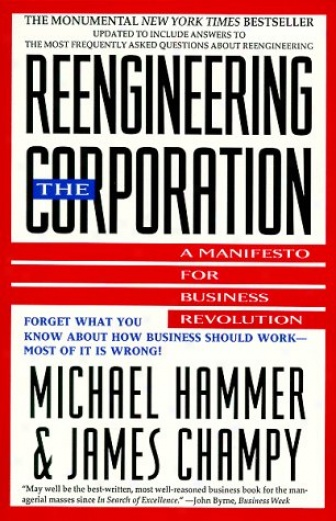 THE MONUMENTAL NEW YORK TIMES BESTSELLER
UPDATED TO INCLUDE ANSWERS TO
THE MOST FREQUENTLY ASKED QUESTIONS ABOUT REENGINEERING
REENGINEERING
THE
CORPORATION
A MANIFESTO
FOR
BUSINESS
REVOLUTION
FORGET WHAT YOU
KNOW ABOUT HOW BUSINESS SHOULD WORK—
MOST OF IT IS WRONG!
MICHAEL HAMMER
& JAMES CHAMPY
"May well be the best-written, most well-reasoned business book for the man-
agerial masses since In Search of Excellence." —John Byrne, Business Week